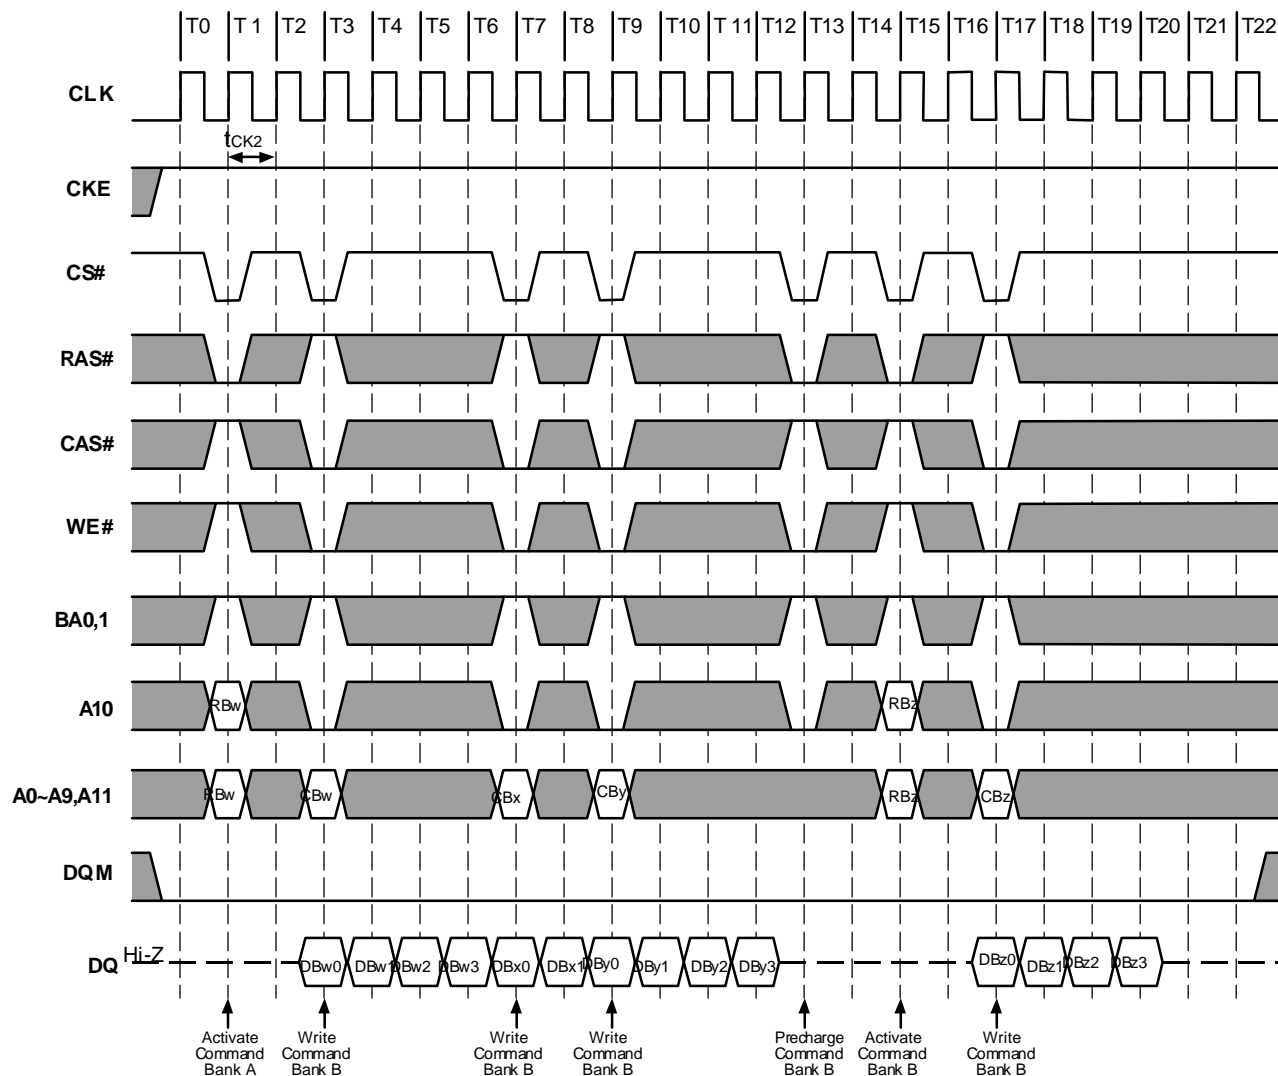 T0 T 1 T2 T3 T4 T5 T6 T7 T8 T9 T10 T 11 T12 T13 T14 T15 T16 T17 T18 T19 T20 T21 T22
CLK
tCK2
CKE
CS#
RAS#
CAS#
WE#
BA0,1
A10 RBw RBz
A0~A9,A11 RBw CBw CBx CBy RBz CBz
DQM
DQ Hi-Z DBw0 DBw1 DBw2 DBw3 DBx0 DBx1 DBy0 DBy1 DBy2 DBy3 DBz0 DBz1 DBz2 DBz3
Activate Write Write Write Precharge Activate Write
Command Command Command Command Command Command Command
Bank A Bank B Bank B Bank B Bank B Bank B Bank B